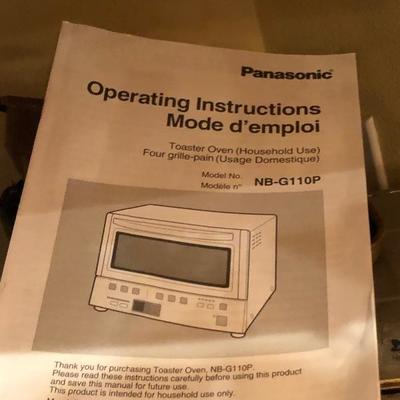 Panasonic
Operating Instructions
Mode d'emploi
Toaster Oven (Household Use)
Four grille-pain (Usage Domestique)
Model No.
Modèle n° NB-G110P
Thank you for purchasing Toaster Oven, NB-G110P.
Please read these instructions carefully before using this product
and save this manual for future use.
This product is intended for household use only.